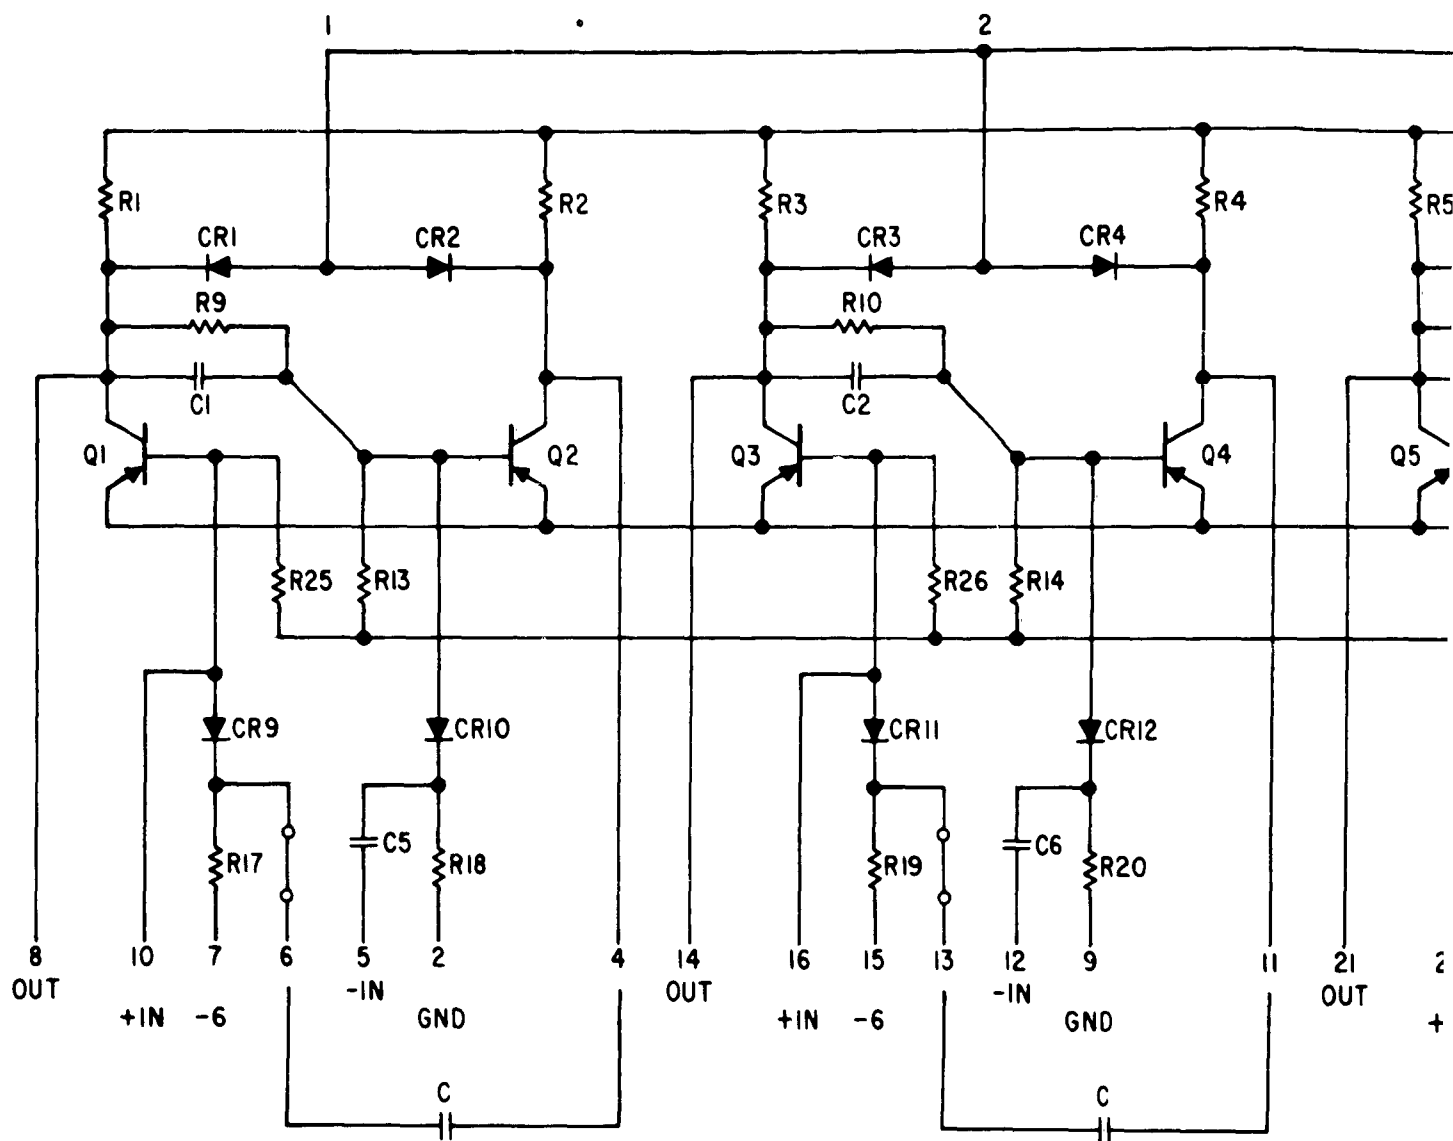 1 2
R1 R2 R3 R4 R5
CR1 CR2 CR3 CR4
R9 R10
C1 C2
Q1 Q2 Q3 Q4 Q5
R25 R13 R26 R14
CR9 CR10 CR11 CR12
R17 C5 R18 R19 C6 R20
8 10 7 6 5 2 4 14 16 15 13 12 9 11 21 2
OUT -IN OUT -IN OUT
+IN -6 GND +IN -6 GND +
C C